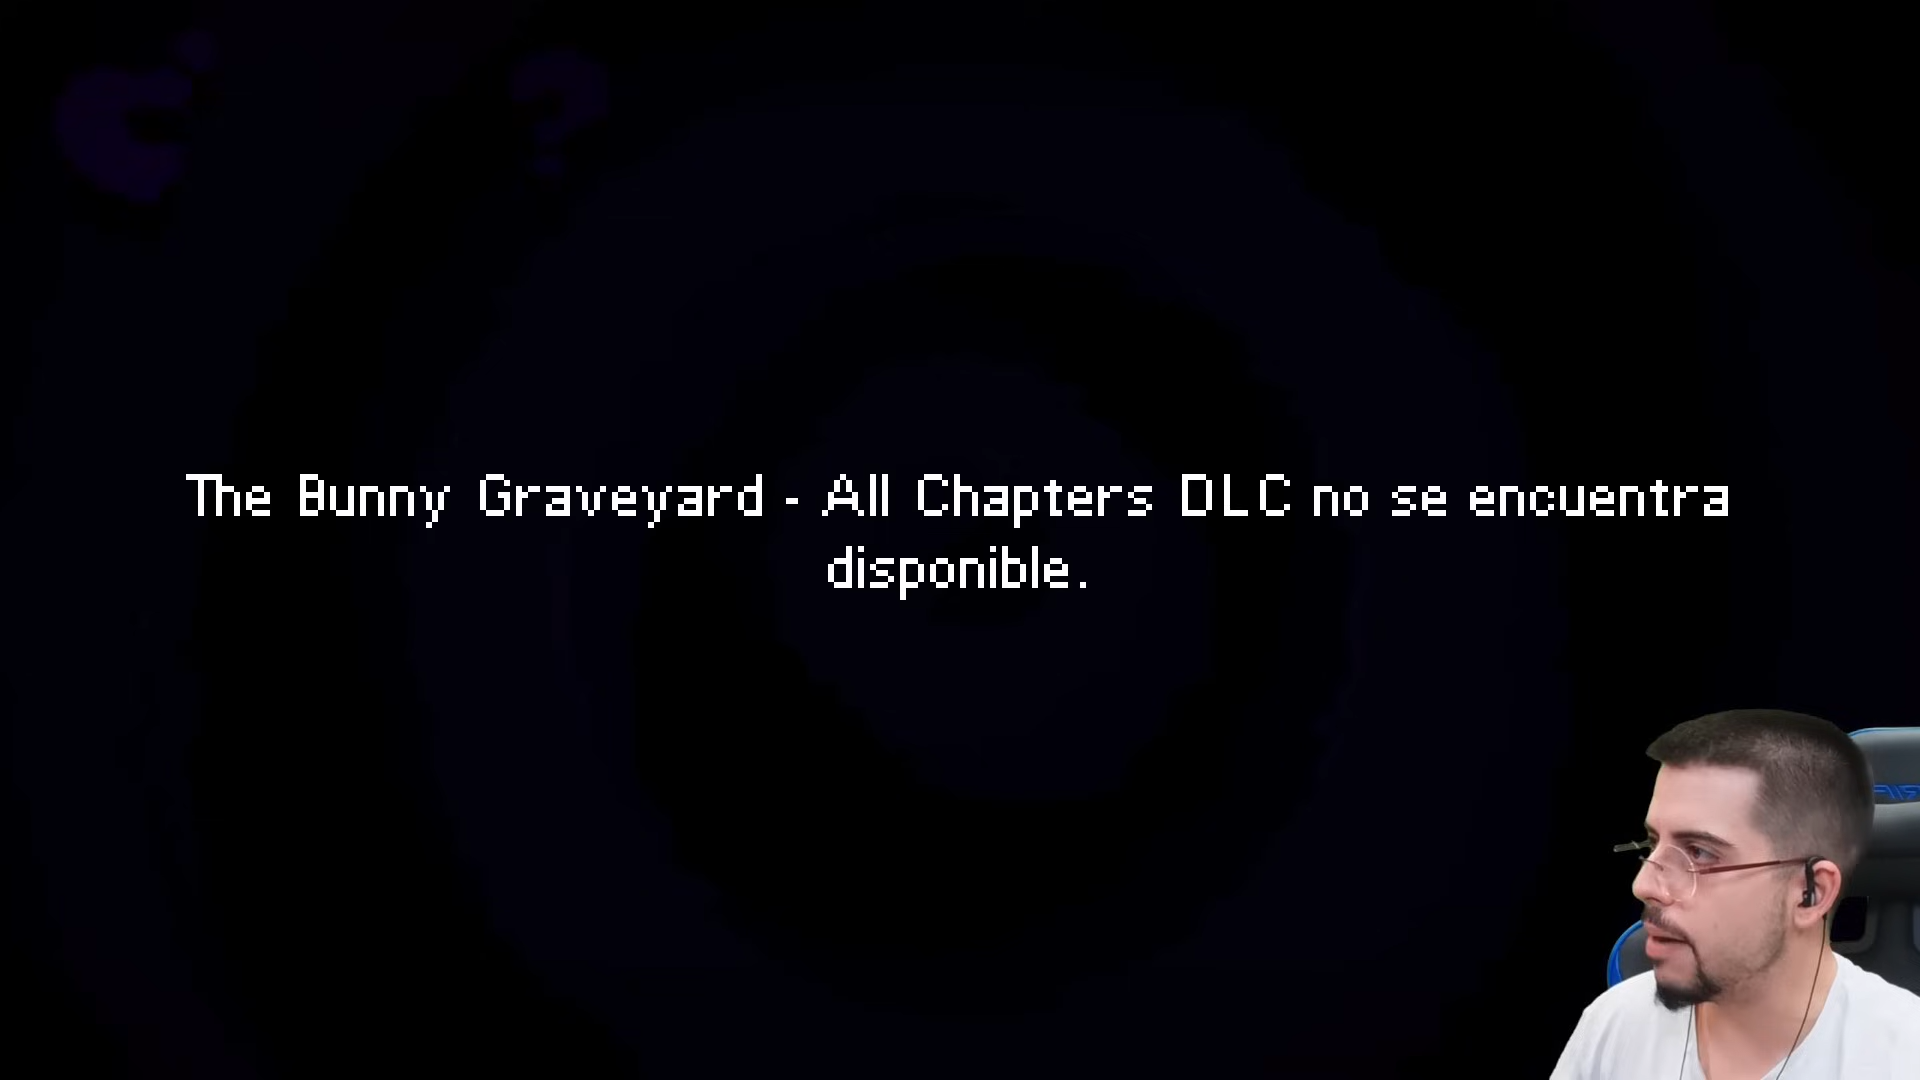 The Bunny Graveyard - All Chapters DLC no se encuentra
disponible.